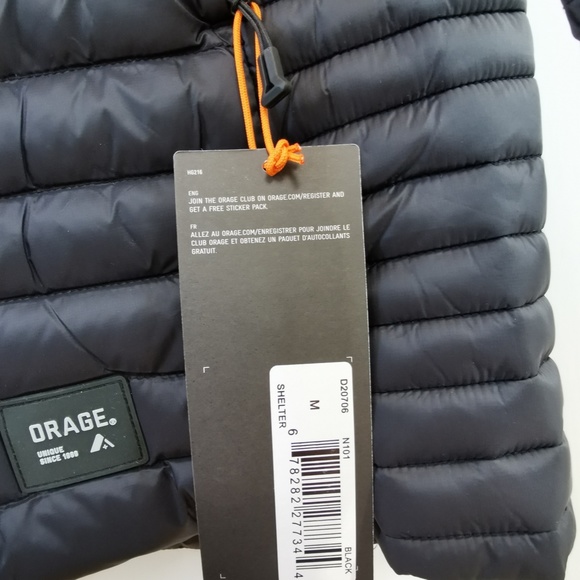 HG216
ENG
JOIN THE ORAGE CLUB ON ORAGE.COM/REGISTER AND
GET A FREE STICKER PACK.
FR
ALLEZ AU ORAGE.COM/ENREGISTRER POUR JOINDRE LE
CLUB ORAGE ET OBTENEZ UN PAQUET D'AUTOCOLLANTS
GRATUIT.
D20706 N101 BLACK
M
SHELTER
6 78282 27734 4
ORAGE®
UNIQUE
SINCE 1989